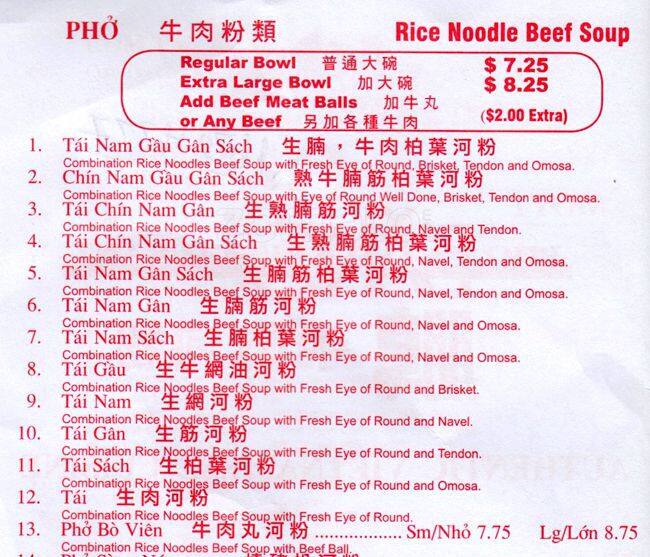 PHỞ 牛肉粉類 Rice Noodle Beef Soup
Regular Bowl 普通大碗 $ 7.25
Extra Large Bowl 加大碗 $ 8.25
Add Beef Meat Balls 加牛丸
or Any Beef 另加各種牛肉 ($2.00 Extra)
1. Tái Nam Gầu Gân Sách 生腩，牛肉柏葉河粉
Combination Rice Noodles Beef Soup with Fresh Eye of Round, Brisket, Tendon and Omosa.
2. Chín Nam Gầu Gân Sách 熟牛腩筋柏葉河粉
Combination Rice Noodles Beef Soup with Eye of Round Well Done, Brisket, Tendon and Omosa.
3. Tái Chín Nam Gân 生熟腩筋河粉
Combination Rice Noodles Beef Soup with Fresh Eye of Round, Navel and Tendon.
4. Tái Chín Nam Gân Sách 生熟腩筋柏葉河粉
Combination Rice Noodles Beef Soup with Fresh Eye of Round, Navel, Tendon and Omosa.
5. Tái Nam Gân Sách 生腩筋柏葉河粉
Combination Rice Noodles Beef Soup with Fresh Eye of Round, Navel, Tendon and Omosa.
6. Tái Nam Gân 生腩筋河粉
Combination Rice Noodles Beef Soup with Fresh Eye of Round, Navel and Omosa.
7. Tái Nam Sách 生腩柏葉河粉
Combination Rice Noodles Beef Soup with Fresh Eye of Round, Navel and Omosa.
8. Tái Gầu 生牛網油河粉
Combination Rice Noodles Beef Soup with Fresh Eye of Round and Brisket.
9. Tái Nam 生網河粉
Combination Rice Noodles Beef Soup with Fresh Eye of Round and Navel.
10. Tái Gân 生筋河粉
Combination Rice Noodles Beef Soup with Fresh Eye of Round and Tendon.
11. Tái Sách 生柏葉河粉
Combination Rice Noodles Beef Soup with Fresh Eye of Round and Omosa.
12. Tái 生肉河粉
Combination Rice Noodles Beef Soup with Fresh Eye of Round.
13. Phở Bò Viên 牛肉丸河粉 .................. Sm/Nhỏ 7.75 Lg/Lớn 8.75
Combination Rice Noodles Beef Soup with Beef Ball.